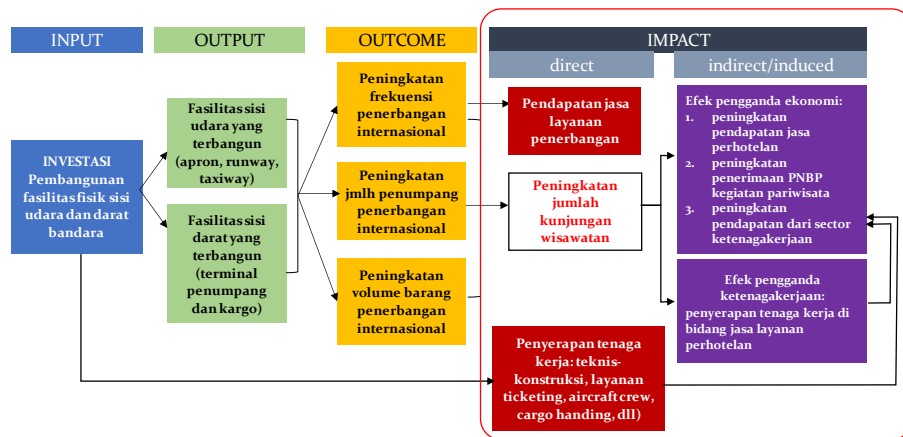 INPUT
OUTPUT
OUTCOME
IMPACT
direct
indirect/induced
INVESTASI
Pembangunan
fasilitas fisik sisi
udara dan darat
bandara
Fasilitas sisi
udara yang
terbangun
(apron, runway,
taxiway)
Fasilitas sisi
darat yang
terbangun
(terminal
penumpang
dan kargo)
Peningkatan
frekuensi
penerbangan
internasional
Peningkatan
jmlh penumpang
penerbangan
internasional
Peningkatan
volume barang
penerbangan
internasional
Pendapatan jasa
layanan
penerbangan
Peningkatan
jumlah kunjungan
wisawatan
Penyerapan tenaga
kerja: teknis-
konstruksi, layanan
ticketing, aircraft crew,
cargo handing, dll)
Efek pengganda ekonomi:
1. peningkatan
pendapatan jasa
perhotelan
2. peningkatan
penerimaan PNBP
kegiatan pariwisata
3. peningkatan
pendapatan dari sector
ketenagakerjaan
Efek pengganda
ketenagakerjaan:
penyerapan tenaga kerja di
bidang jasa layanan
perhotelan